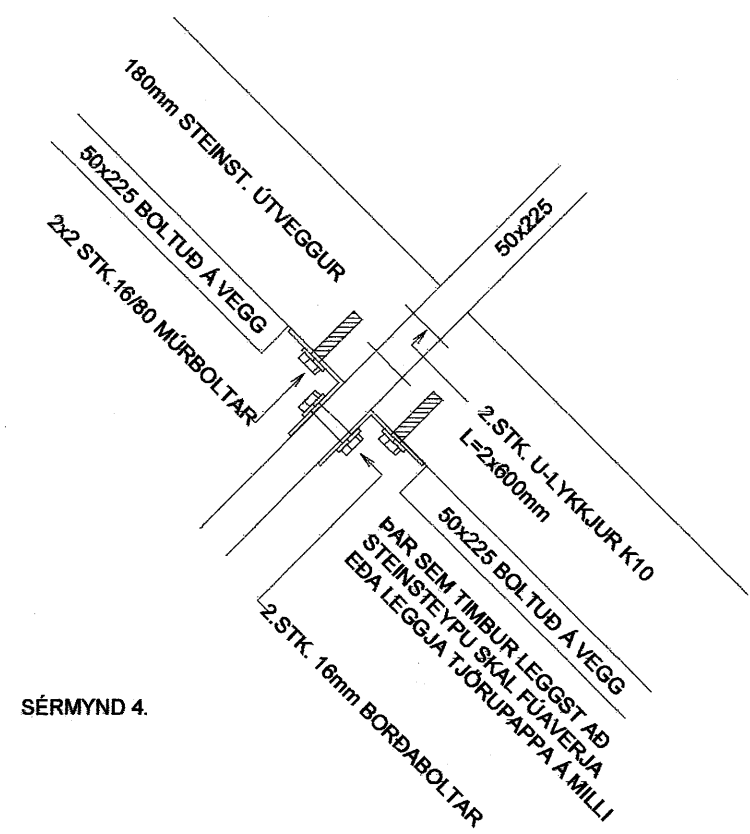 180mm STEINST. ÚTVEGGUR
50x225 BOLTUÐ Á VEGG
2x2 STK.16/80 MÚRBOLTAR
50x225
2.STK. U-LYKKJUR K10
L=2x600mm
50x225 BOLTUÐ Á VEGG
ÞAR SEM TIMBUR LEGGST AÐ
STEINSTEYPU SKAL FÚAVERJA
EÐA LEGGJA TJÖRUPAPPA Á MILLI
2.STK. 16mm BORÐABOLTAR
SÉRMYND 4.